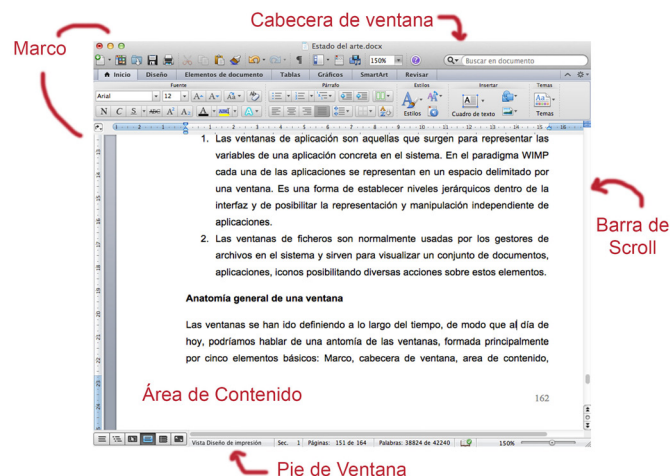 Cabecera de ventana
Marco
Estado del arte.docx
150%
Buscar en documento
Inicio Diseño Elementos de documento Tablas Gráficos SmartArt Revisar
Fuente Párrafo Estilos Insertar Temas
Arial 12
N C S ABC A² A₂
Estilos Cuadro de texto Temas
1. Las ventanas de aplicación son aquellas que surgen para representar las
variables de una aplicación concreta en el sistema. En el paradigma WIMP
cada una de las aplicaciones se representan en un espacio delimitado por
una ventana. Es una forma de establecer niveles jerárquicos dentro de la
interfaz y de posibilitar la representación y manipulación independiente de
aplicaciones.
2. Las ventanas de ficheros son normalmente usadas por los gestores de
archivos en el sistema y sirven para visualizar un conjunto de documentos,
aplicaciones, iconos posibilitando diversas acciones sobre estos elementos.
Barra de
Scroll
Anatomía general de una ventana
Las ventanas se han ido definiendo a lo largo del tiempo, de modo que al día de
hoy, podríamos hablar de una antomía de las ventanas, formada principalmente
por cinco elementos básicos: Marco, cabecera de ventana, area de contenido,
Área de Contenido
162
Vista Diseño de impresión Sec. 1 Páginas: 151 de 164 Palabras: 38824 de 42240 150%
Pie de Ventana